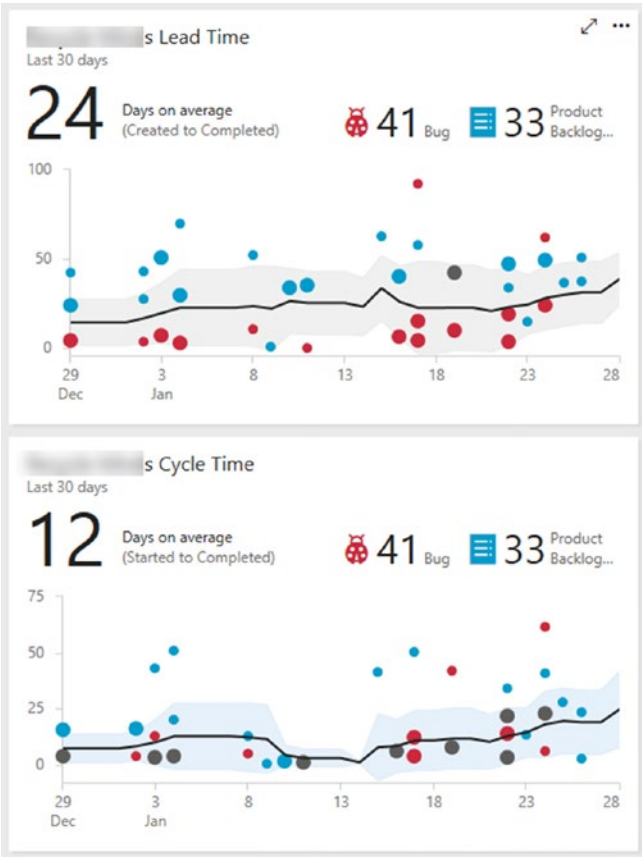 s Lead Time
Last 30 days
24 Days on average
(Created to Completed)
41 Bug
33 Product
Backlog...
100
50
0
29 3 8 13 18 23 28
Dec Jan
s Cycle Time
Last 30 days
12 Days on average
(Started to Completed)
41 Bug
33 Product
Backlog...
75
50
25
0
29 3 8 13 18 23 28
Dec Jan